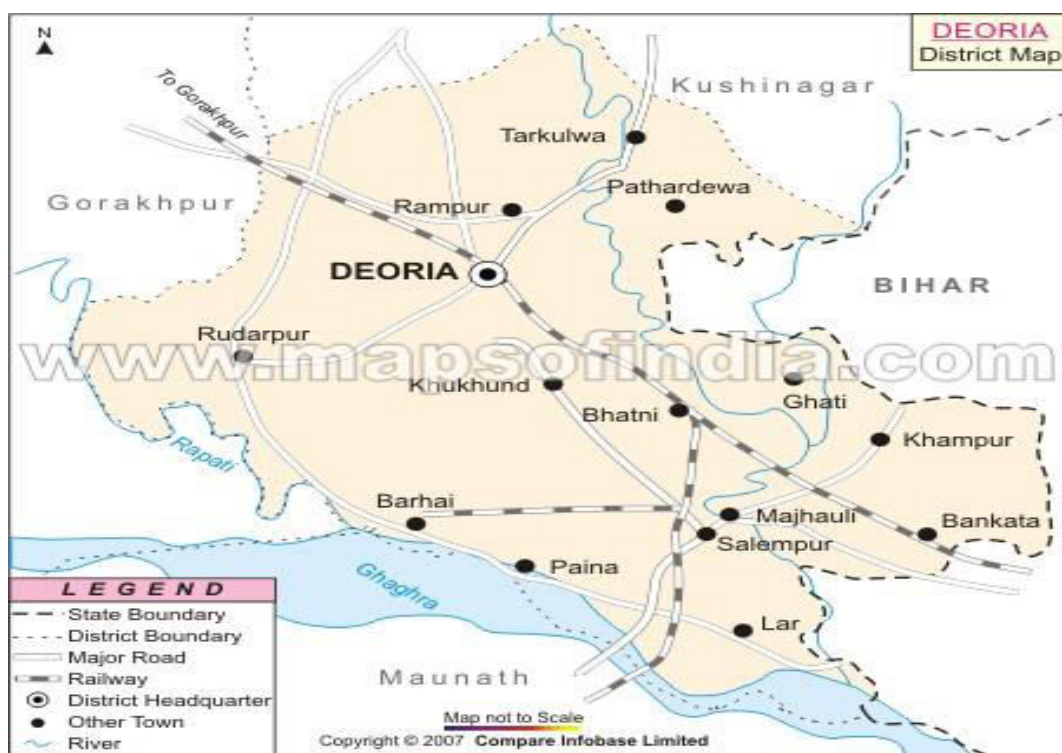 N
DEORIA
District Map
Kushinagar
To Gorakhpur
Tarkulwa
Pathardewa
Gorakhpur
Rampur
DEORIA
BIHAR
Rudarpur
www.mapsofindia.com
Khukhund
Ghati
Bhatni
Khampur
Rapati
Barhai
Majhauli
Bankata
Salempur
Paina
Ghaghra
LEGEND
State Boundary
District Boundary
Major Road
Railway
District Headquarter
Other Town
River
Lar
Maunath
Map not to Scale
Copyright © 2007 Compare Infobase Limited